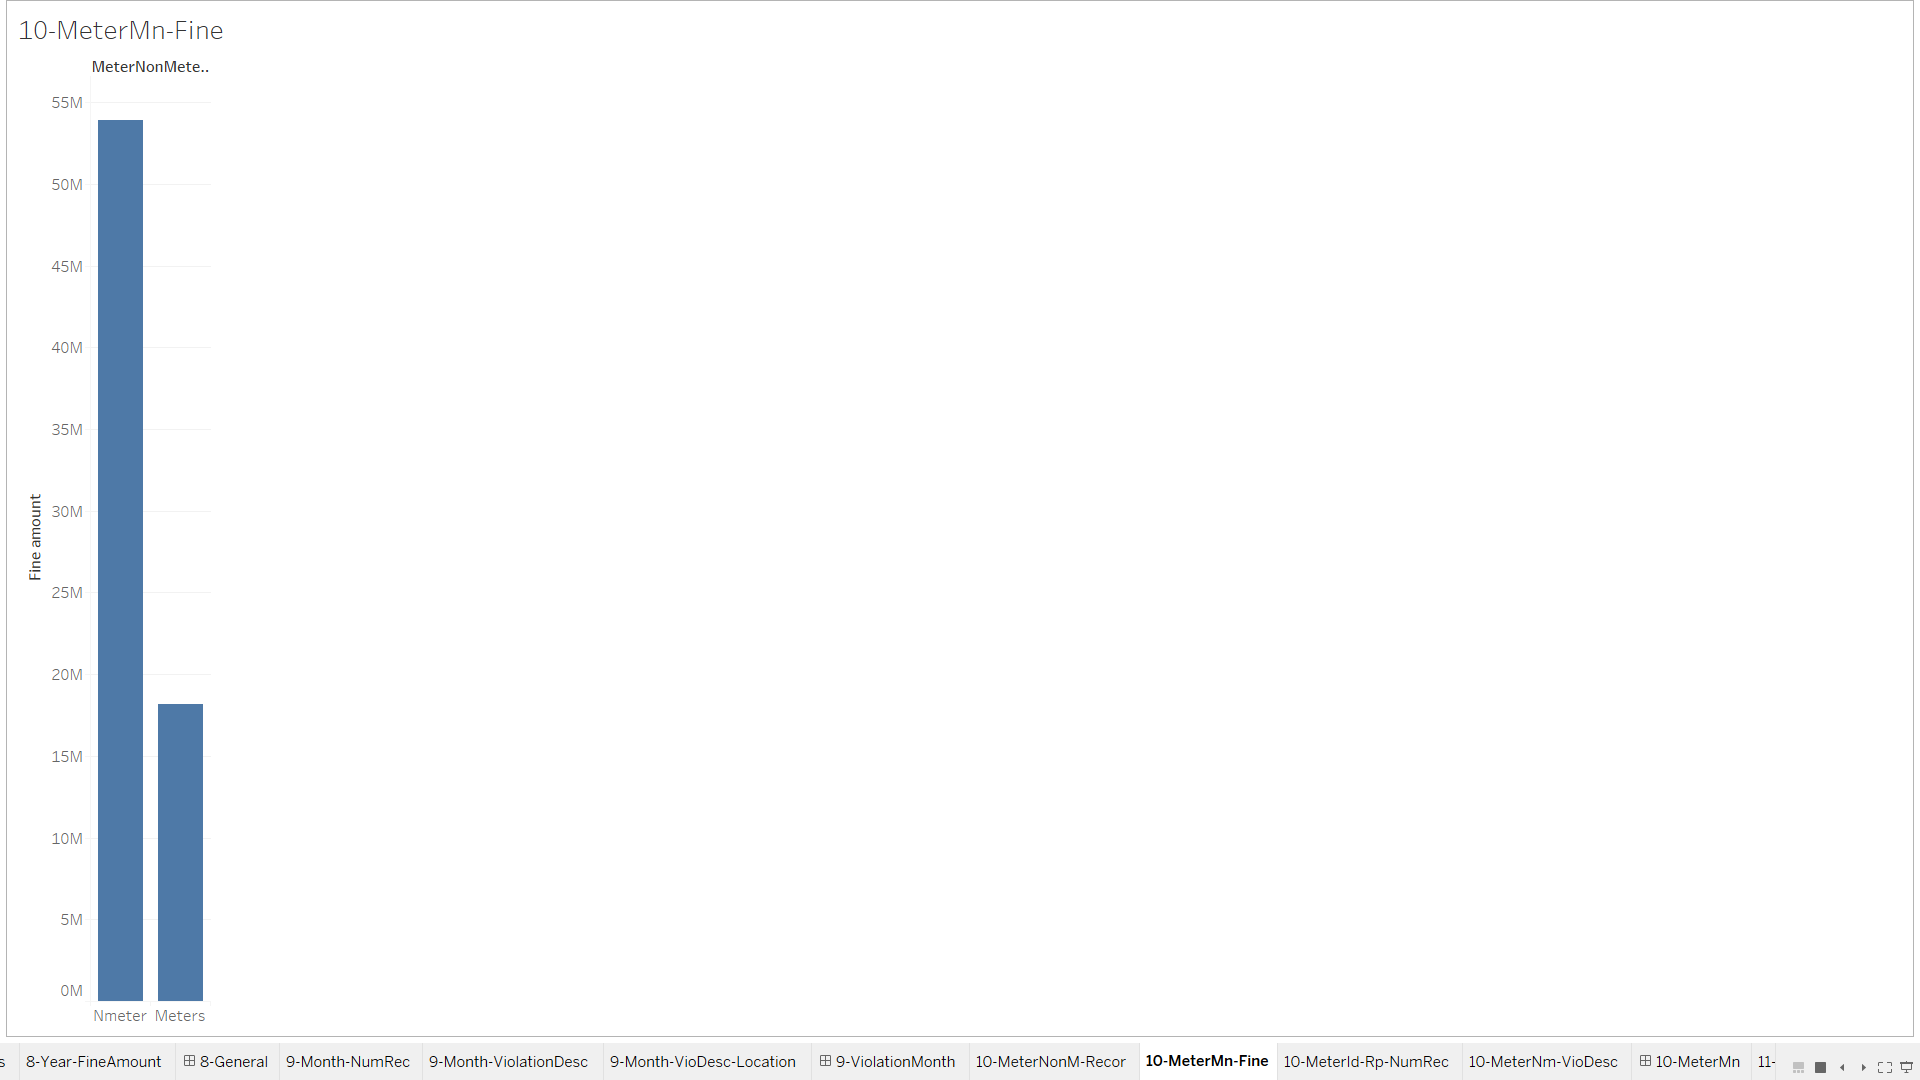 10-MeterMn-Fine
MeterNonMete..
55M
50M
45M
40M
35M
30M
25M
20M
15M
10M
5M
0M
Fine amount
Nmeter Meters
s 8-Year-FineAmount 8-General 9-Month-NumRec 9-Month-ViolationDesc 9-Month-VioDesc-Location 9-ViolationMonth 10-MeterNonM-Recor 10-MeterMn-Fine 10-MeterId-Rp-NumRec 10-MeterNm-VioDesc 10-MeterMn 11-